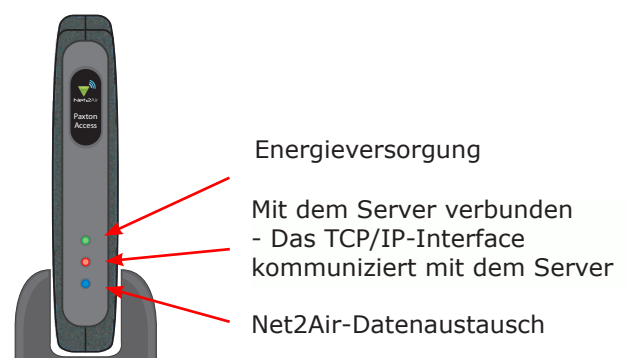 Net2Air
Paxton
Access
Energieversorgung
Mit dem Server verbunden
- Das TCP/IP-Interface
kommuniziert mit dem Server
Net2Air-Datenaustausch